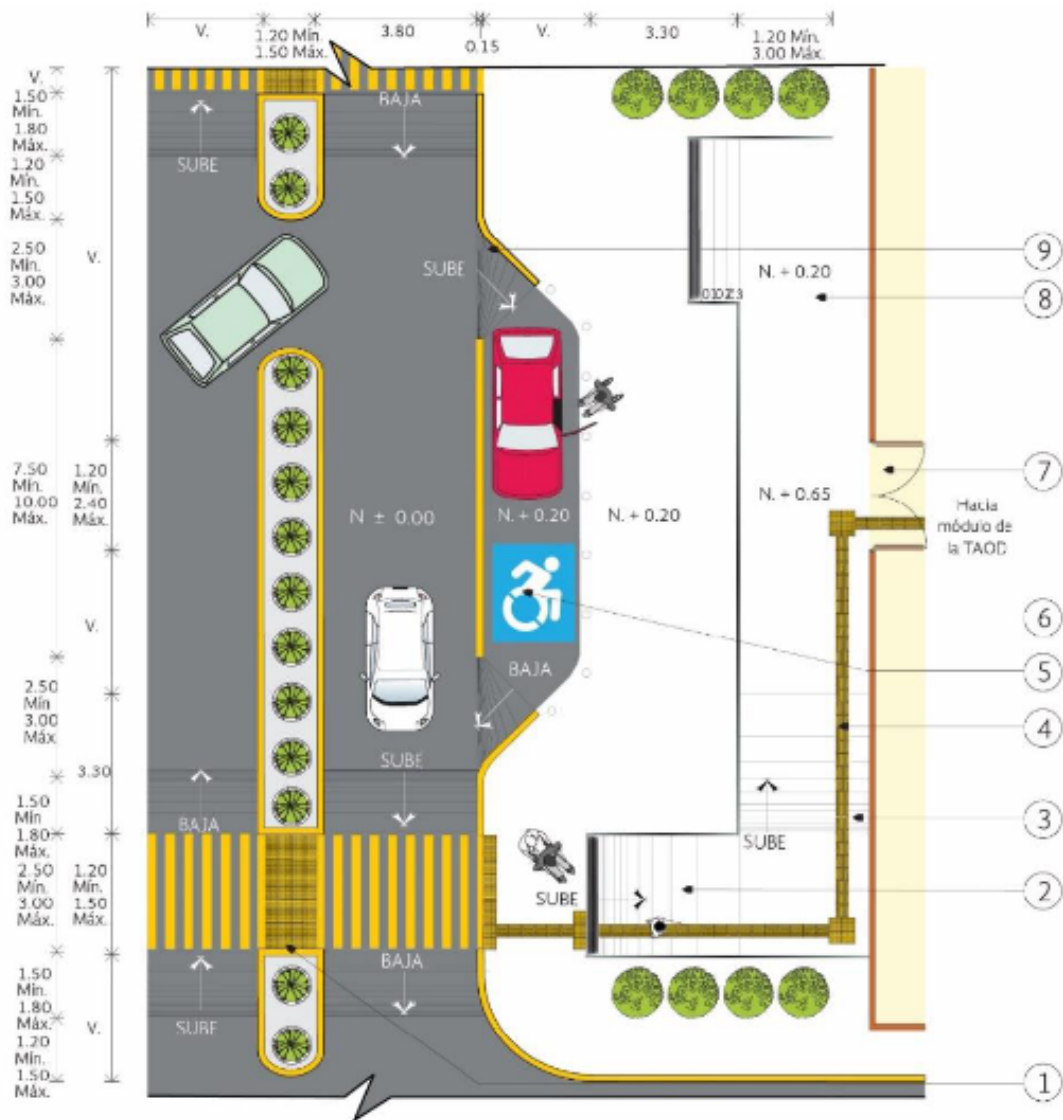 V.
1.20 Mín.
1.50 Máx.
3.80
0.15
V.
3.30
1.20 Mín.
3.00 Máx.
V.
1.50
Mín.
1.80
Máx.
1.20
Mín.
1.50
Máx.
2.50
Mín.
3.00
Máx.
V.
7.50
Mín.
10.00
Máx.
1.20
Mín.
2.40
Máx.
V.
2.50
Mín
3.00
Máx
3.30
1.50
Mín
1.80
Máx.
2.50
Mín.
3.00
Máx.
1.20
Mín.
1.50
Máx.
1.50
Mín.
1.80
Máx.
1.20
Mín.
1.50
Máx.
V.
BAJA
SUBE
SUBE
N. + 0.20
N. + 0.65
N ± 0.00
N. + 0.20
N. + 0.20
Hacia
módulo de
la TAOD
BAJA
SUBE
BAJA
SUBE
SUBE
BAJA
SUBE
9
8
7
6
5
4
3
2
1